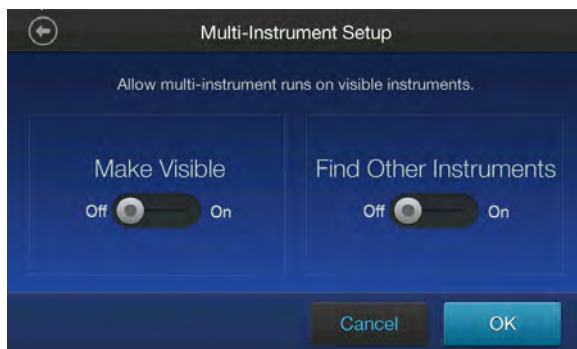 Multi-Instrument Setup
Allow multi-instrument runs on visible instruments.
Make Visible
Off On
Find Other Instruments
Off On
Cancel
OK